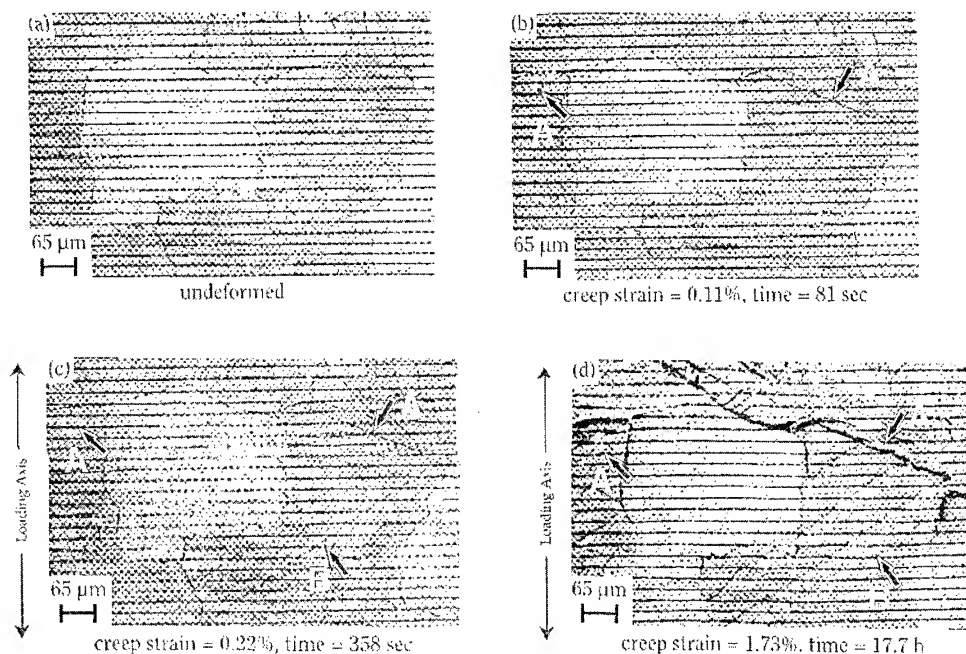 (a)
65 µm
undeformed
(b)
A
A
65 µm
creep strain = 0.11%, time = 81 sec
Loading Axis
(c)
A
A
B
65 µm
creep strain = 0.22%, time = 358 sec
Loading Axis
(d)
A
A
B
65 µm
creep strain = 1.73%, time = 17.7 h